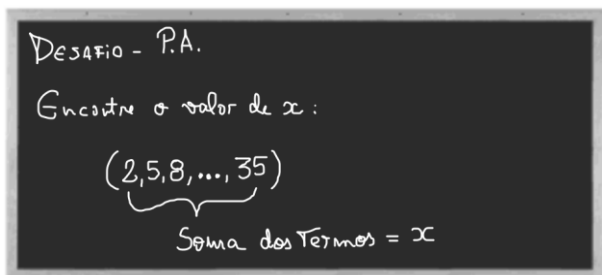 DESAFIO - P.A.
Encontre o valor de x:
(2,5,8,..., 35)
Soma dos Termos = x